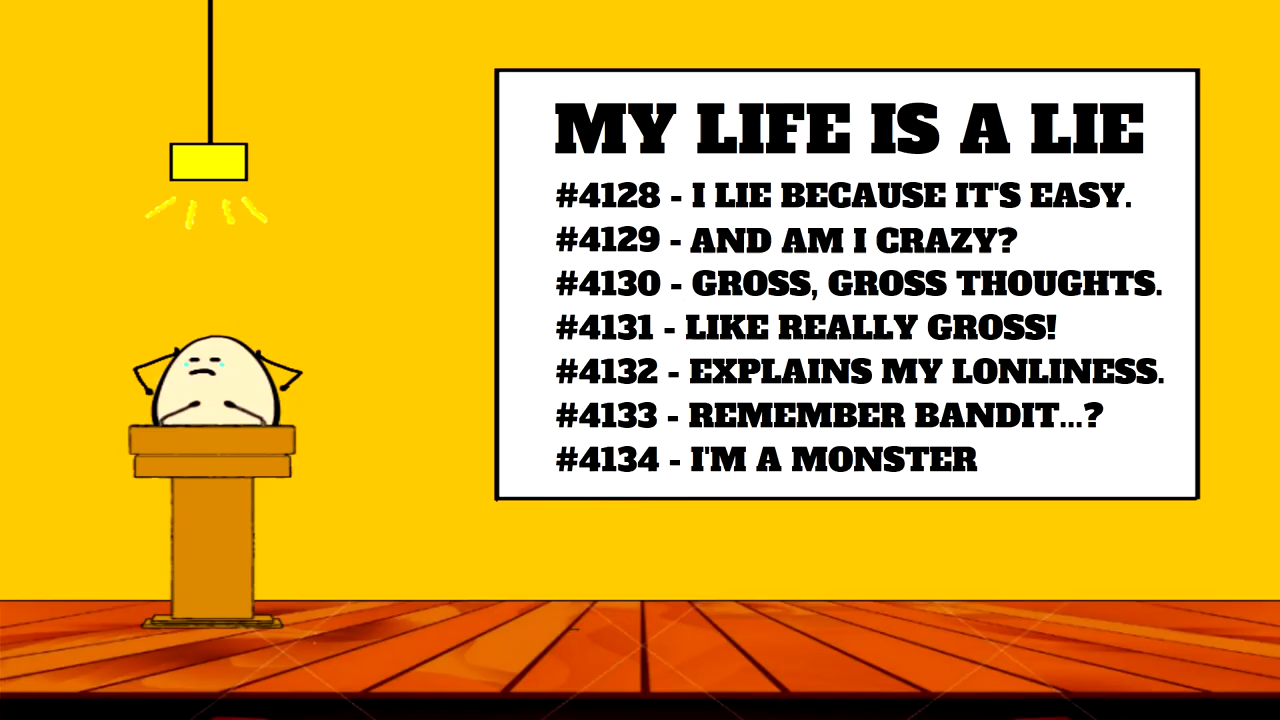 MY LIFE IS A LIE
#4128 - I LIE BECAUSE IT'S EASY.
#4129 - AND AM I CRAZY?
#4130 - GROSS, GROSS THOUGHTS.
#4131 - LIKE REALLY GROSS!
#4132 - EXPLAINS MY LONLINESS.
#4133 - REMEMBER BANDIT...?
#4134 - I'M A MONSTER